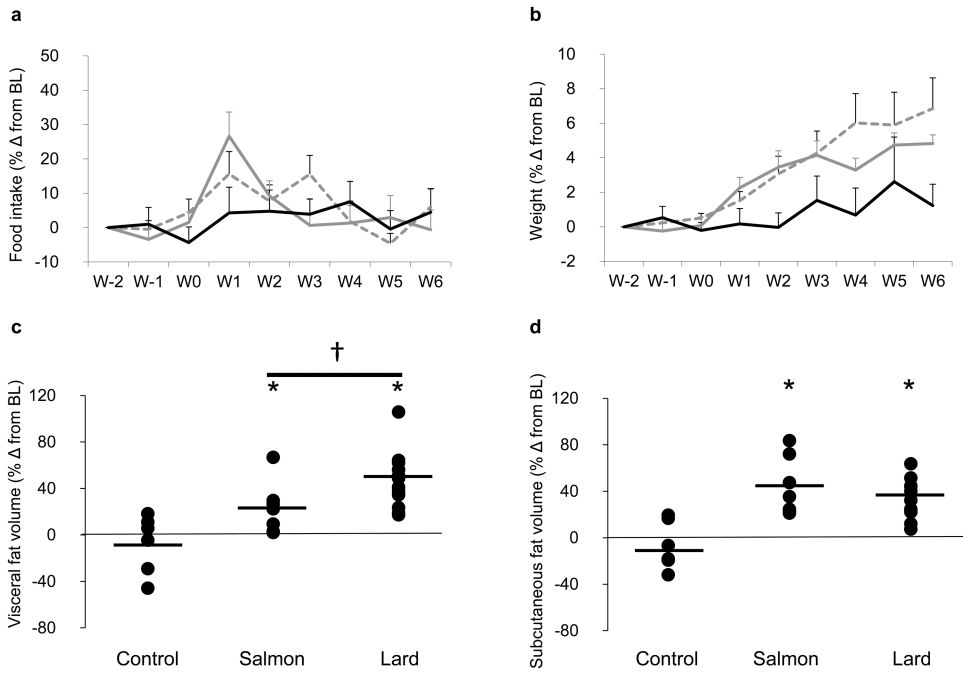 a
Food intake (% Δ from BL)
50
40
30
20
10
0
-10
W-2 W-1 W0 W1 W2 W3 W4 W5 W6
b
Weight (% Δ from BL)
10
8
6
4
2
0
-2
W-2 W-1 W0 W1 W2 W3 W4 W5 W6
c
†
* *
Visceral fat volume (% Δ from BL)
120
80
40
0
-40
-80
Control Salmon Lard
d
* *
Subcutaneous fat volume (% Δ from BL)
120
80
40
0
-40
-80
Control Salmon Lard